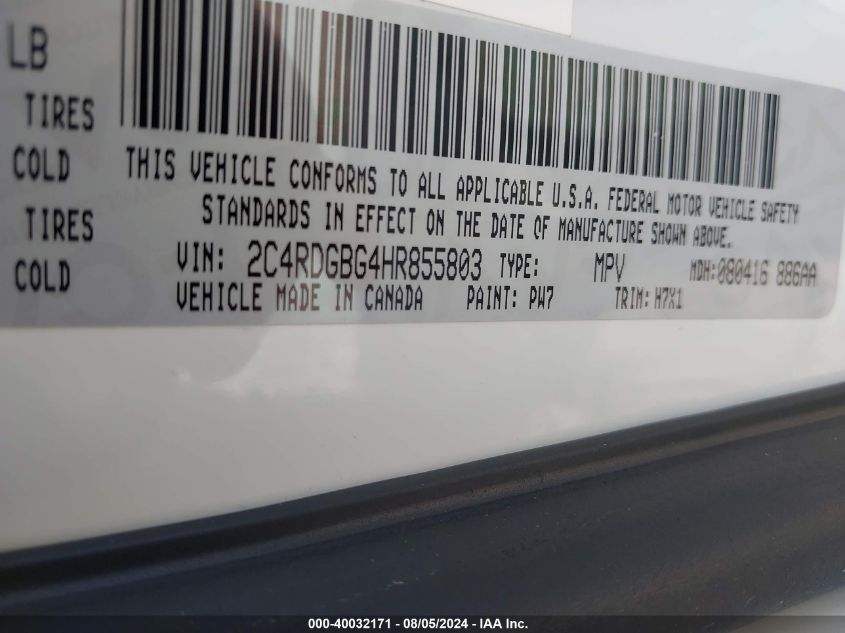 LB
TIRES
COLD
TIRES
COLD
THIS VEHICLE CONFORMS TO ALL APPLICABLE U.S.A. FEDERAL MOTOR VEHICLE SAFETY
STANDARDS IN EFFECT ON THE DATE OF MANUFACTURE SHOWN ABOVE.
VIN: 2C4RDGBG4HR855803 TYPE: MPV MDH:080416 886AA
VEHICLE MADE IN CANADA PAINT: PW7 TRIM: H7X1
000-40032171 - 08/05/2024 - IAA Inc.